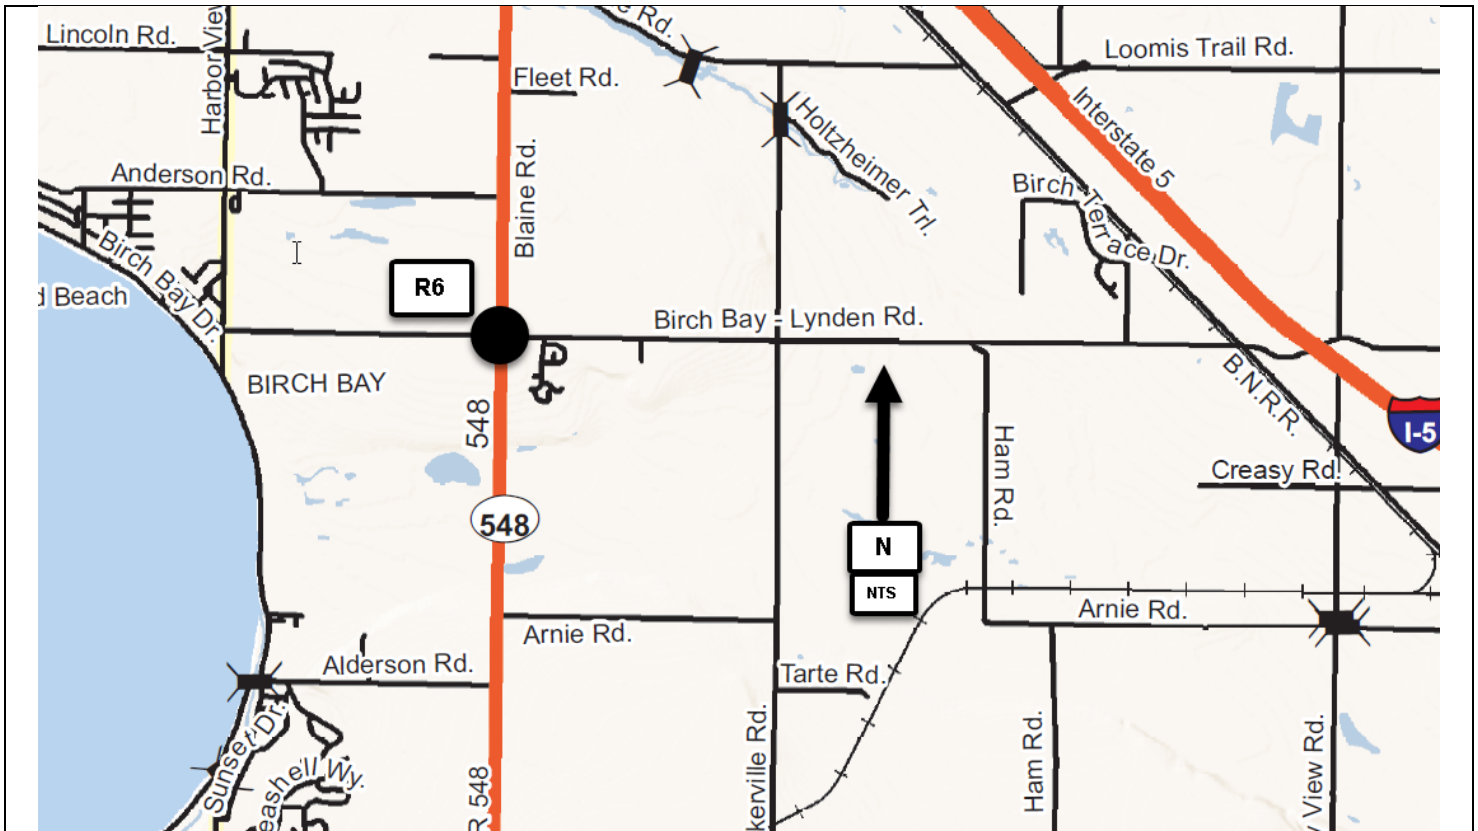 e Rd.
Lincoln Rd.
Harbor View
Loomis Trail Rd.
Fleet Rd.
Interstate 5
Holtzheimer Trl.
Blaine Rd.
Anderson Rd.
Birch Terrace Dr.
Birch Bay Dr.
d Beach
R6
Birch Bay - Lynden Rd.
BIRCH BAY
B.N.R.R.
548
I-5
Ham Rd.
Creasy Rd.
548
N
NTS
Arnie Rd.
Arnie Rd.
Alderson Rd.
Tarte Rd.
Sunset Dr.
eashell Wy.
R 548
kerville Rd.
Ham Rd.
View Rd.